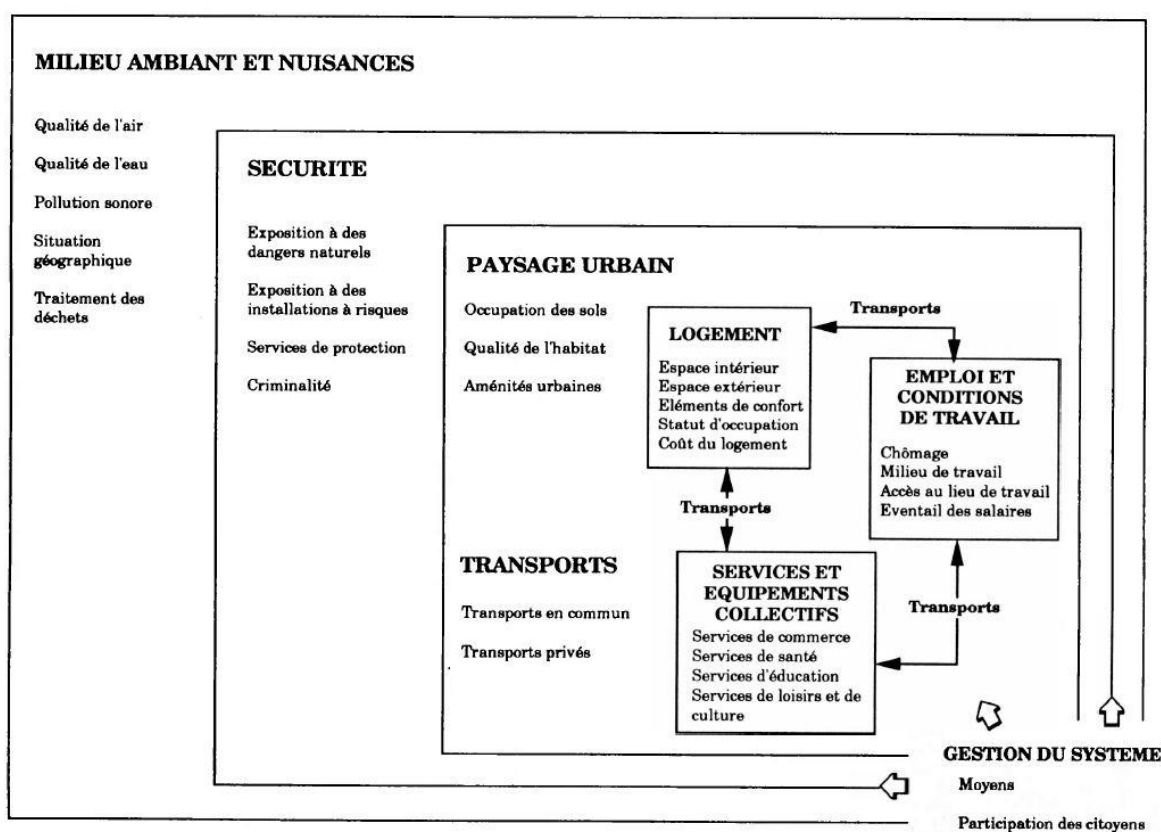 MILIEU AMBIANT ET NUISANCES
Qualité de l'air
Qualité de l'eau
Pollution sonore
Situation
géographique
Traitement des
déchets
SECURITE
Exposition à des
dangers naturels
Exposition à des
installations à risques
Services de protection
Criminalité
PAYSAGE URBAIN
Occupation des sols
Qualité de l'habitat
Aménités urbaines
TRANSPORTS
Transports en commun
Transports privés
LOGEMENT
Espace intérieur
Espace extérieur
Eléments de confort
Statut d'occupation
Coût du logement
Transports
EMPLOI ET
CONDITIONS
DE TRAVAIL
Chômage
Milieu de travail
Accès au lieu de travail
Eventail des salaires
Transports
SERVICES ET
EQUIPEMENTS
COLLECTIFS
Services de commerce
Services de santé
Services d'éducation
Services de loisirs et de
culture
Transports
GESTION DU SYSTEME
Moyens
Participation des citoyens